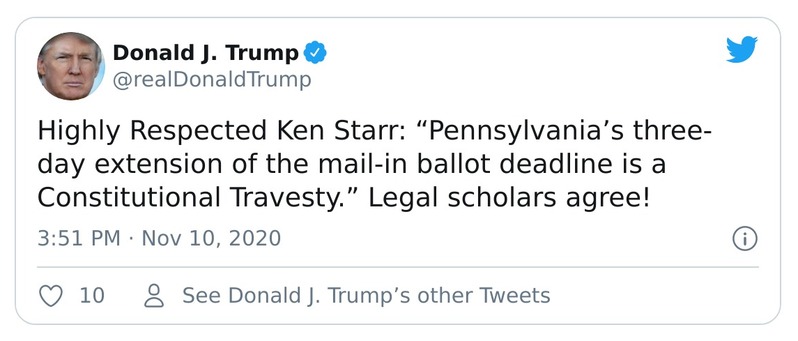 Donald J. Trump
@realDonaldTrump
Highly Respected Ken Starr: “Pennsylvania’s three-
day extension of the mail-in ballot deadline is a
Constitutional Travesty.” Legal scholars agree!
3:51 PM · Nov 10, 2020
10 See Donald J. Trump’s other Tweets